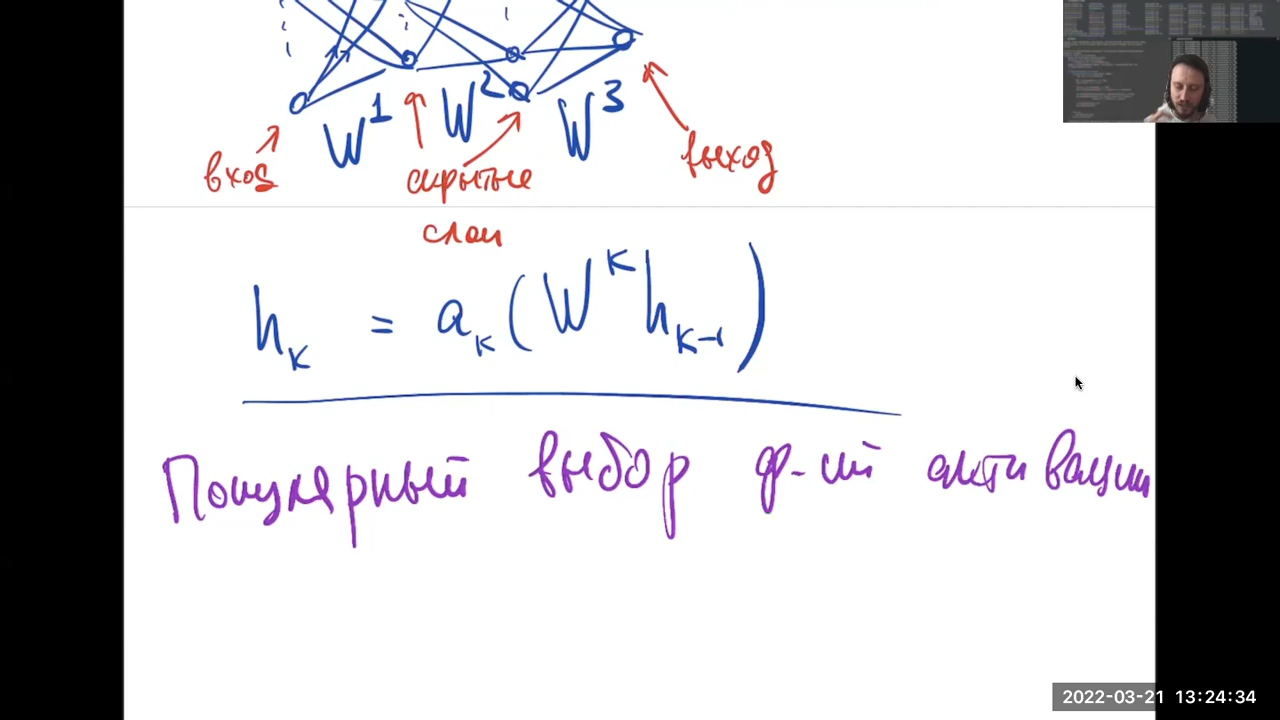 W¹ W² W³
вход скрытые выход
слои
h_k = a_k (W^k h_{k-1})
Популярный выбор ф-ий активации
2022-03-21 13:24:34